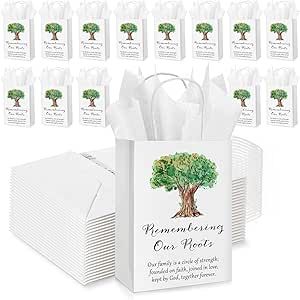 Remembering
Our Roots
Our family is a circle of strength;
founded on faith, joined in love,
kept by God, together forever.